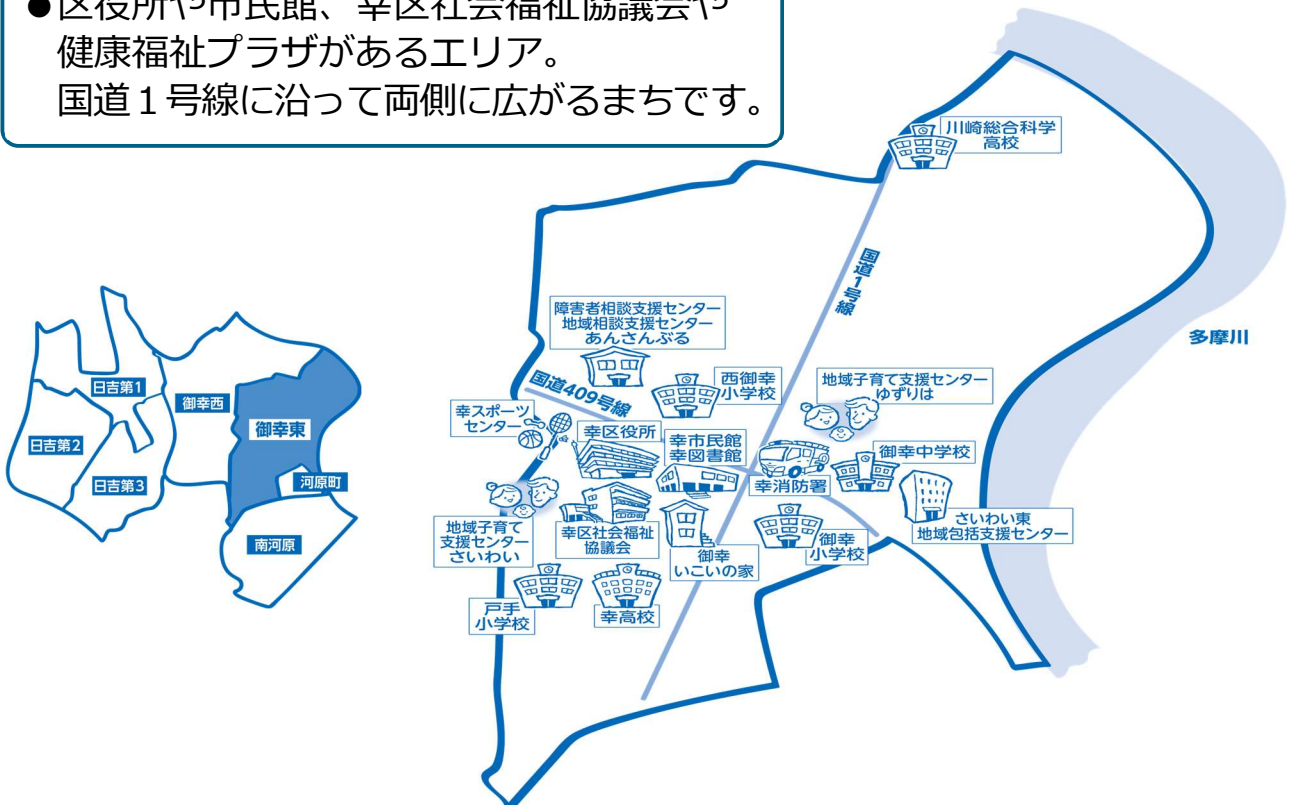 ●区役所や市民館、幸区社会福祉協議会や
健康福祉プラザがあるエリア。
国道1号線に沿って両側に広がるまちです。
川崎総合科学
高校
国道1号線
多摩川
障害者相談支援センター
地域相談支援センター
あんさんぶる
国道409号線
西御幸
小学校
地域子育て支援センター
ゆずりは
幸スポーツ
センター
幸区役所
幸市民館
幸図書館
幸消防署
御幸中学校
さいわい東
地域包括支援センター
地域子育て
支援センター
さいわい
幸区社会福祉
協議会
御幸
いこいの家
御幸
小学校
戸手
小学校
幸高校
日吉第1
御幸西
御幸東
日吉第2
日吉第3
河原町
南河原